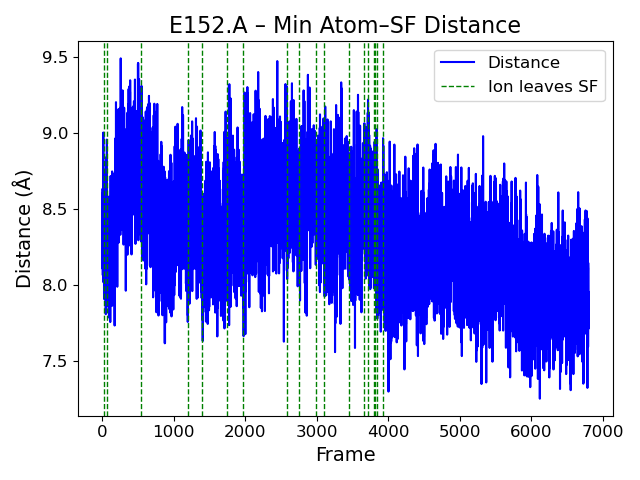 E152.A – Min Atom–SF Distance
Distance (Å)
9.5
9.0
8.5
8.0
7.5
Distance
Ion leaves SF
0 1000 2000 3000 4000 5000 6000 7000
Frame